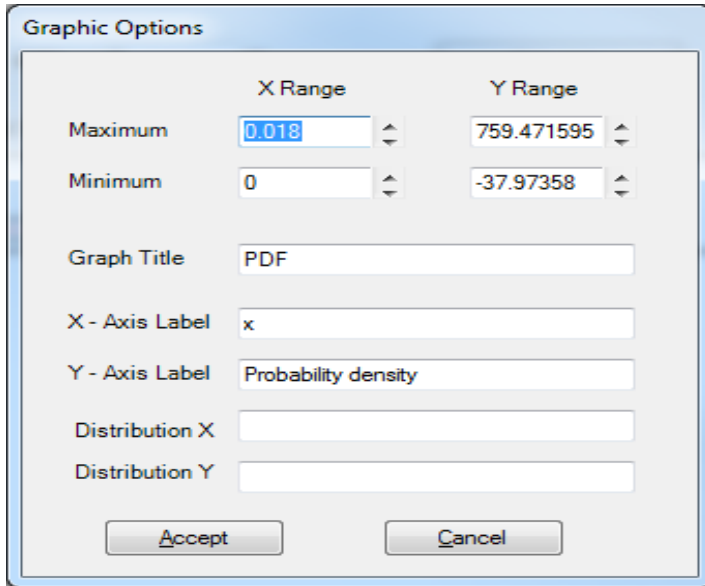 Graphic Options
X Range Y Range
Maximum 0.018 759.471595
Minimum 0 -37.97358
Graph Title PDF
X - Axis Label x
Y - Axis Label Probability density
Distribution X
Distribution Y
Accept Cancel